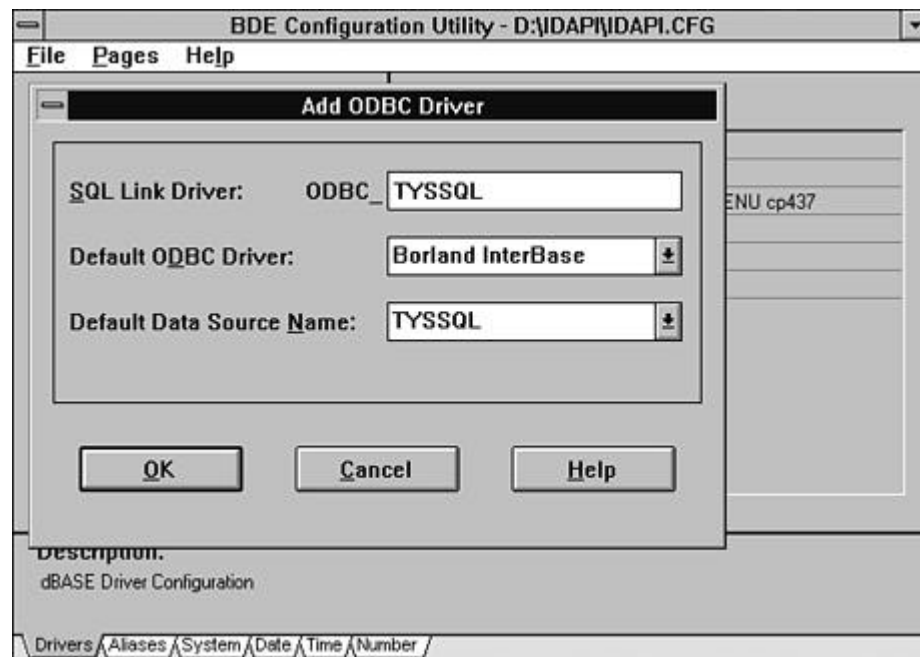 BDE Configuration Utility - D:\IDAPI\IDAPI.CFG
File Pages Help
Add ODBC Driver
SQL Link Driver: ODBC_ TYSSQL
ENU cp437
Default ODBC Driver: Borland InterBase
Default Data Source Name: TYSSQL
OK Cancel Help
Description:
dBASE Driver Configuration
Drivers Aliases System Date Time Number